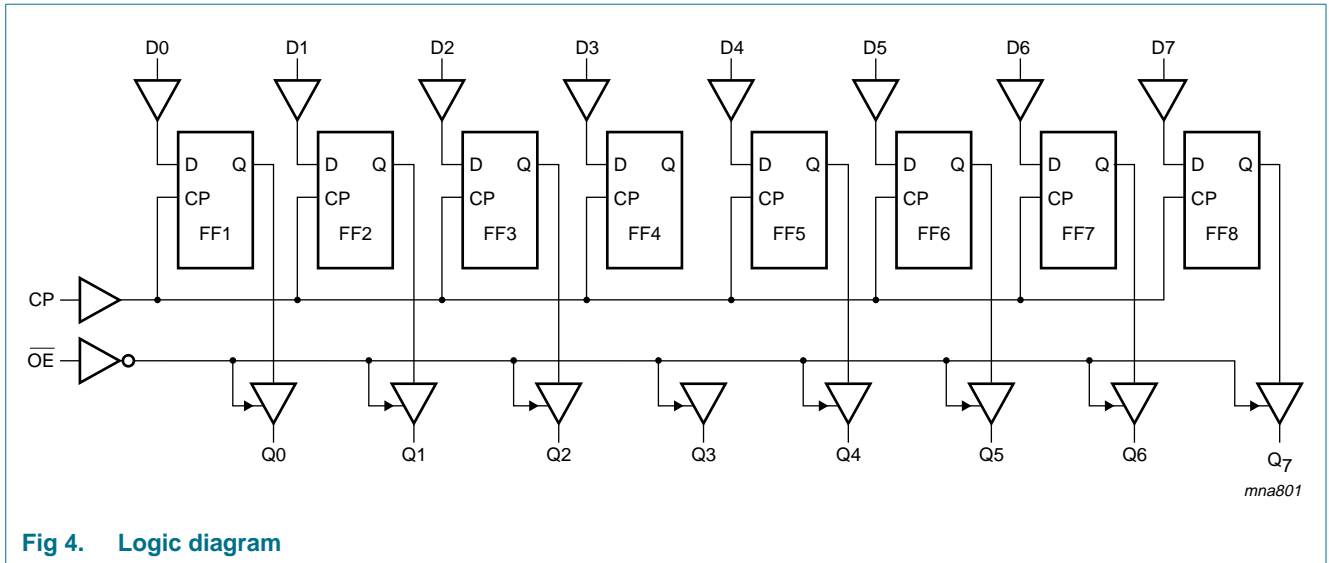 D0 D1 D2 D3 D4 D5 D6 D7
D Q D Q D Q D Q D Q D Q D Q D Q
CP CP CP CP CP CP CP CP
FF1 FF2 FF3 FF4 FF5 FF6 FF7 FF8
CP
O̅E̅
Q0 Q1 Q2 Q3 Q4 Q5 Q6 Q7
mna801
Fig 4. Logic diagram